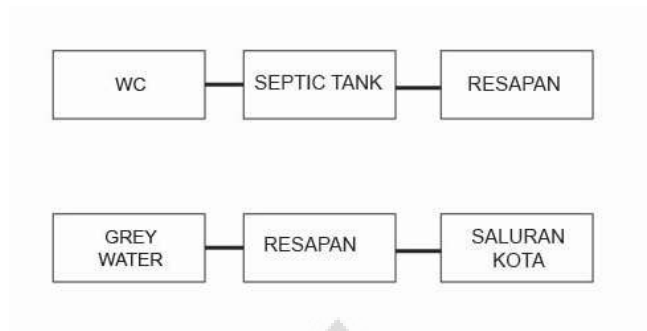 WC
SEPTIC TANK
RESAPAN
GREY
WATER
RESAPAN
SALURAN
KOTA